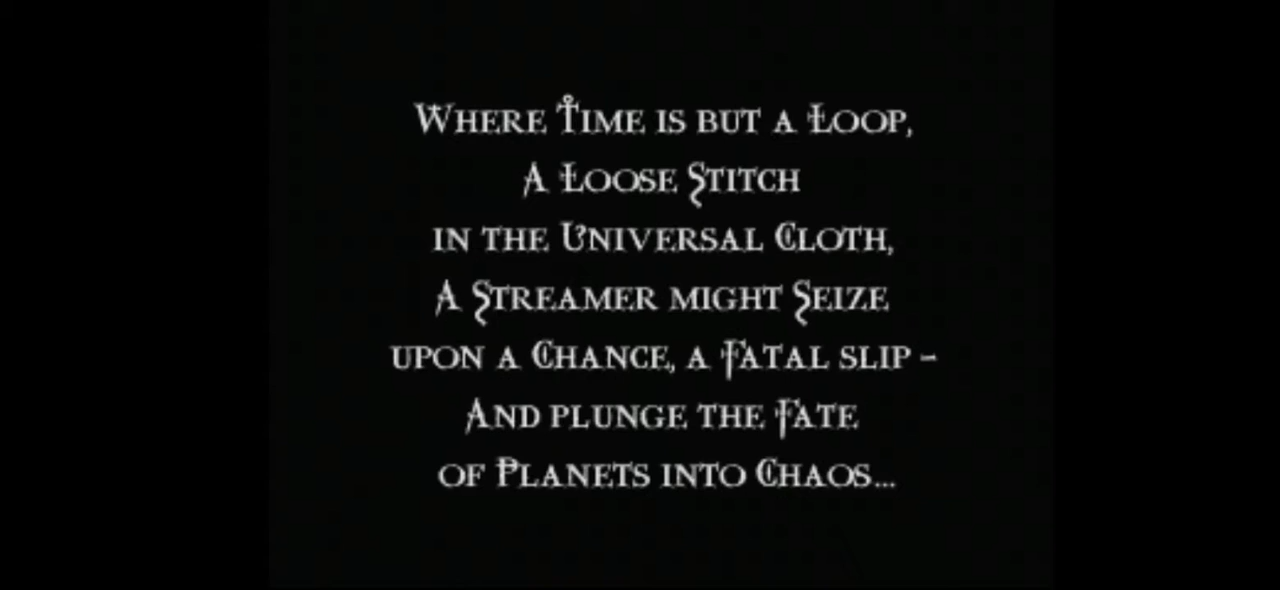 Where Time is but a Loop,
A Loose Stitch
in the Universal Cloth,
A Streamer might Seize
upon a Chance, a Fatal slip –
And plunge the Fate
of Planets into Chaos...